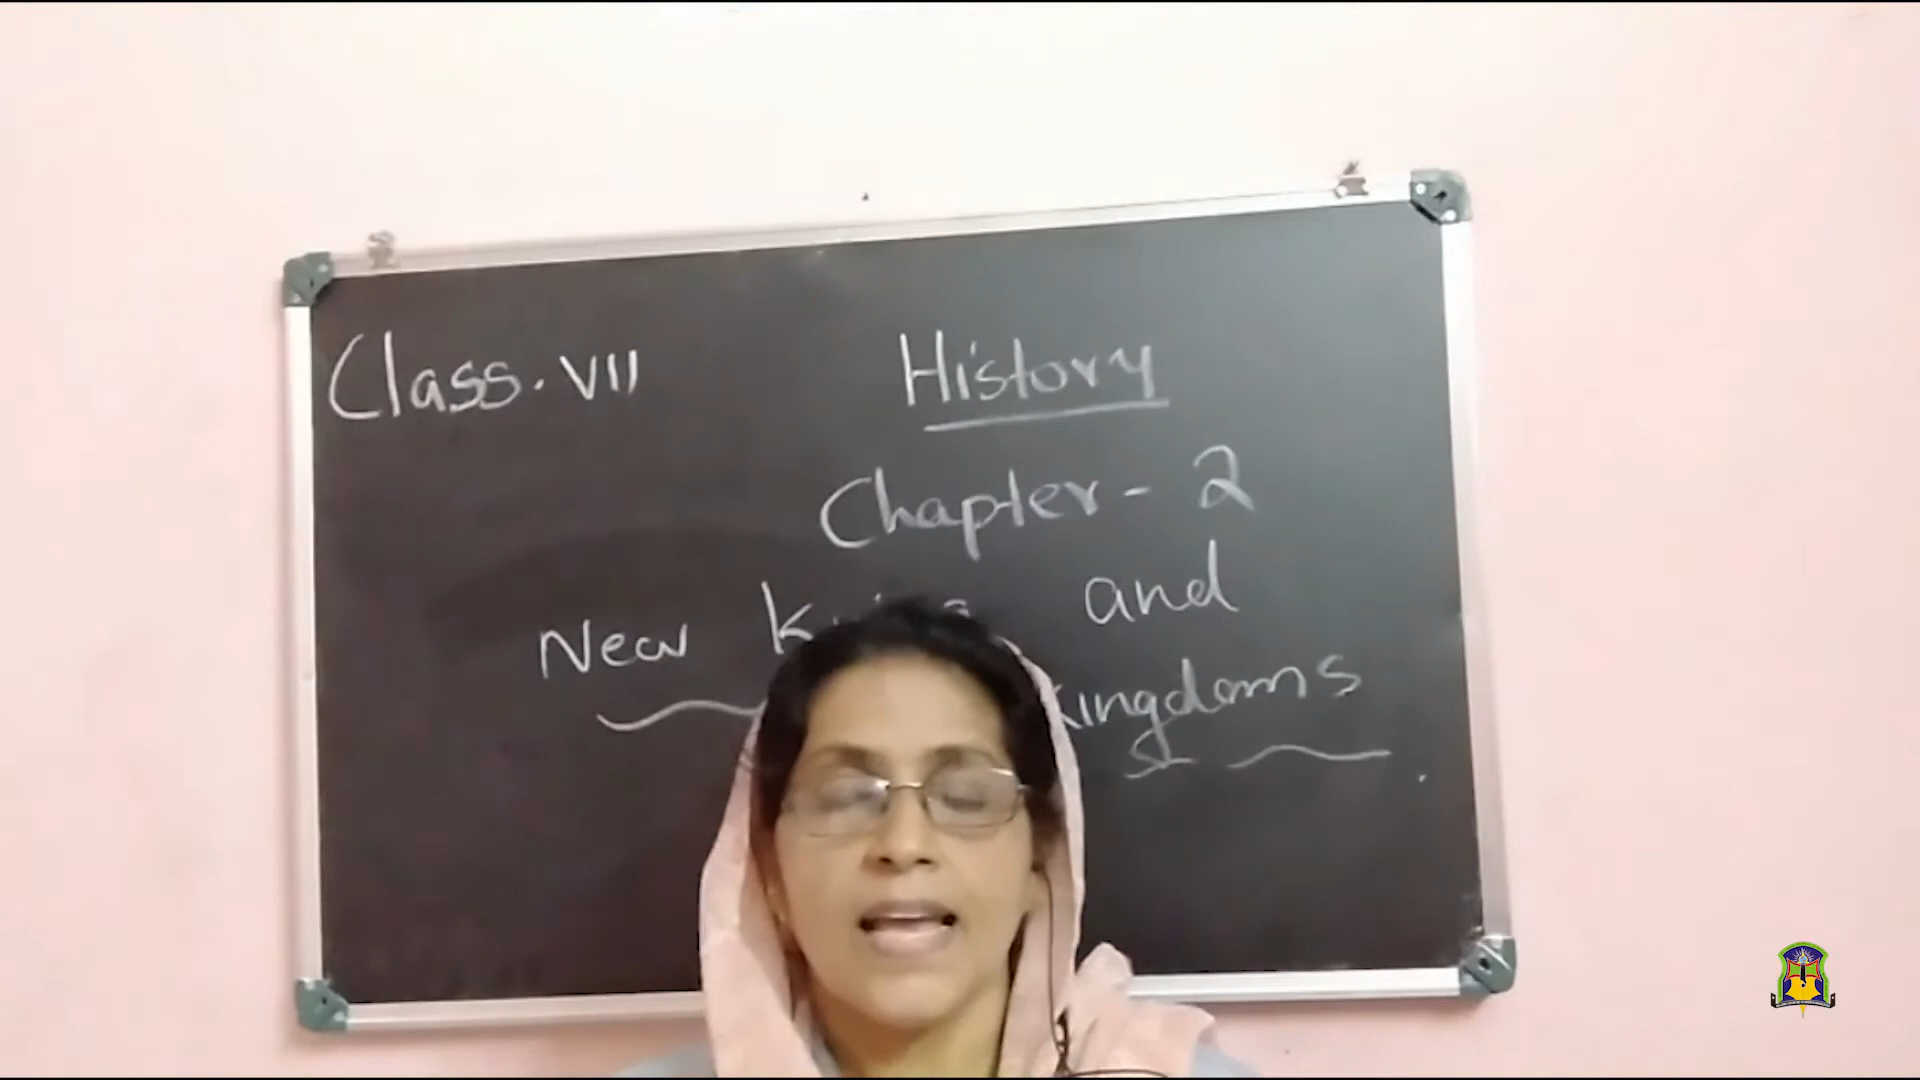 Class. VII
History
Chapter - 2
New and
Kingdoms